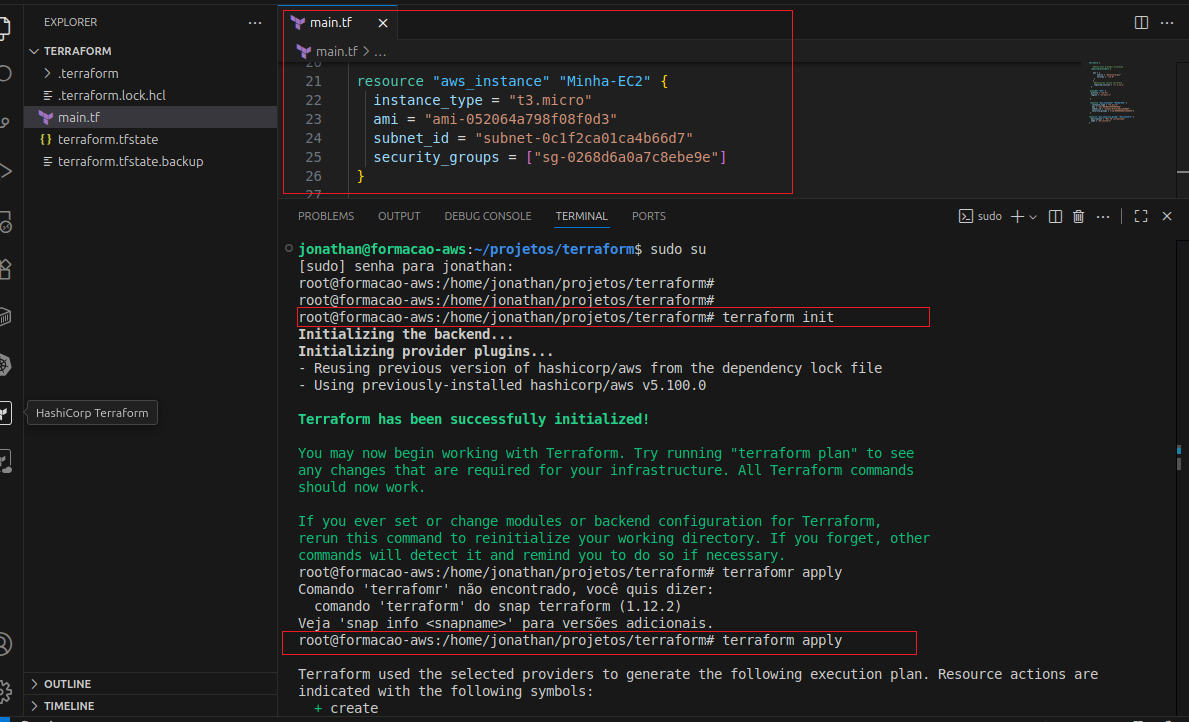 EXPLORER
TERRAFORM
.terraform
.terraform.lock.hcl
main.tf
terraform.tfstate
terraform.tfstate.backup
HashiCorp Terraform
OUTLINE
TIMELINE
main.tf
main.tf > ...
20
21 resource "aws_instance" "Minha-EC2" {
22 instance_type = "t3.micro"
23 ami = "ami-052064a798f08f0d3"
24 subnet_id = "subnet-0c1f2ca01ca4b66d7"
25 security_groups = ["sg-0268d6a0a7c8ebe9e"]
26 }
27
PROBLEMS OUTPUT DEBUG CONSOLE TERMINAL PORTS
sudo
jonathan@formacao-aws:~/projetos/terraform$ sudo su
[sudo] senha para jonathan:
root@formacao-aws:/home/jonathan/projetos/terraform#
root@formacao-aws:/home/jonathan/projetos/terraform#
root@formacao-aws:/home/jonathan/projetos/terraform# terraform init
Initializing the backend...
Initializing provider plugins...
- Reusing previous version of hashicorp/aws from the dependency lock file
- Using previously-installed hashicorp/aws v5.100.0
Terraform has been successfully initialized!
You may now begin working with Terraform. Try running "terraform plan" to see
any changes that are required for your infrastructure. All Terraform commands
should now work.
If you ever set or change modules or backend configuration for Terraform,
rerun this command to reinitialize your working directory. If you forget, other
commands will detect it and remind you to do so if necessary.
root@formacao-aws:/home/jonathan/projetos/terraform# terrafomr apply
Comando 'terrafomr' não encontrado, você quis dizer:
comando 'terraform' do snap terraform (1.12.2)
Veja 'snap info <snapname>' para versões adicionais.
root@formacao-aws:/home/jonathan/projetos/terraform# terraform apply
Terraform used the selected providers to generate the following execution plan. Resource actions are
indicated with the following symbols:
+ create